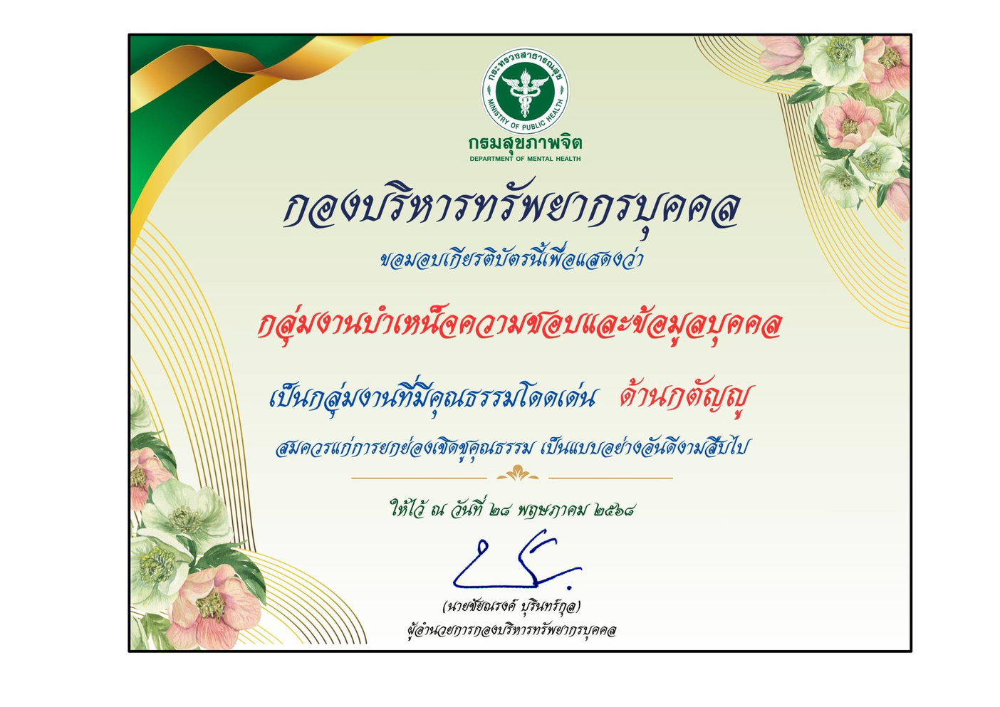 กระทรวงสาธารณสุข
MINISTRY OF PUBLIC HEALTH
กรมสุขภาพจิต
DEPARTMENT OF MENTAL HEALTH
กองบริหารทรัพยากรบุคคล
ขอมอบเกียรติบัตรนี้เพื่อแสดงว่า
กลุ่มงานบำเหน็จความชอบและข้อมูลบุคคล
เป็นกลุ่มงานที่มีคุณธรรมโดดเด่น ด้านกตัญญู
สมควรแก่การยกย่องเชิดชูคุณธรรม เป็นแบบอย่างอันดีงามสืบไป
ให้ไว้ ณ วันที่ ๒๘ พฤษภาคม ๒๕๖๘
(นายชัยณรงค์ ปุรินทร์กุล)
ผู้อำนวยการกองบริหารทรัพยากรบุคคล